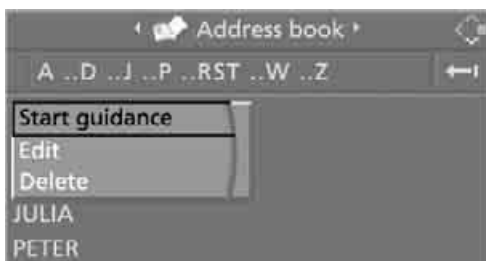 Address book
A ..D ..J ..P ..RST ..W ..Z
Start guidance
Edit
Delete
JULIA
PETER